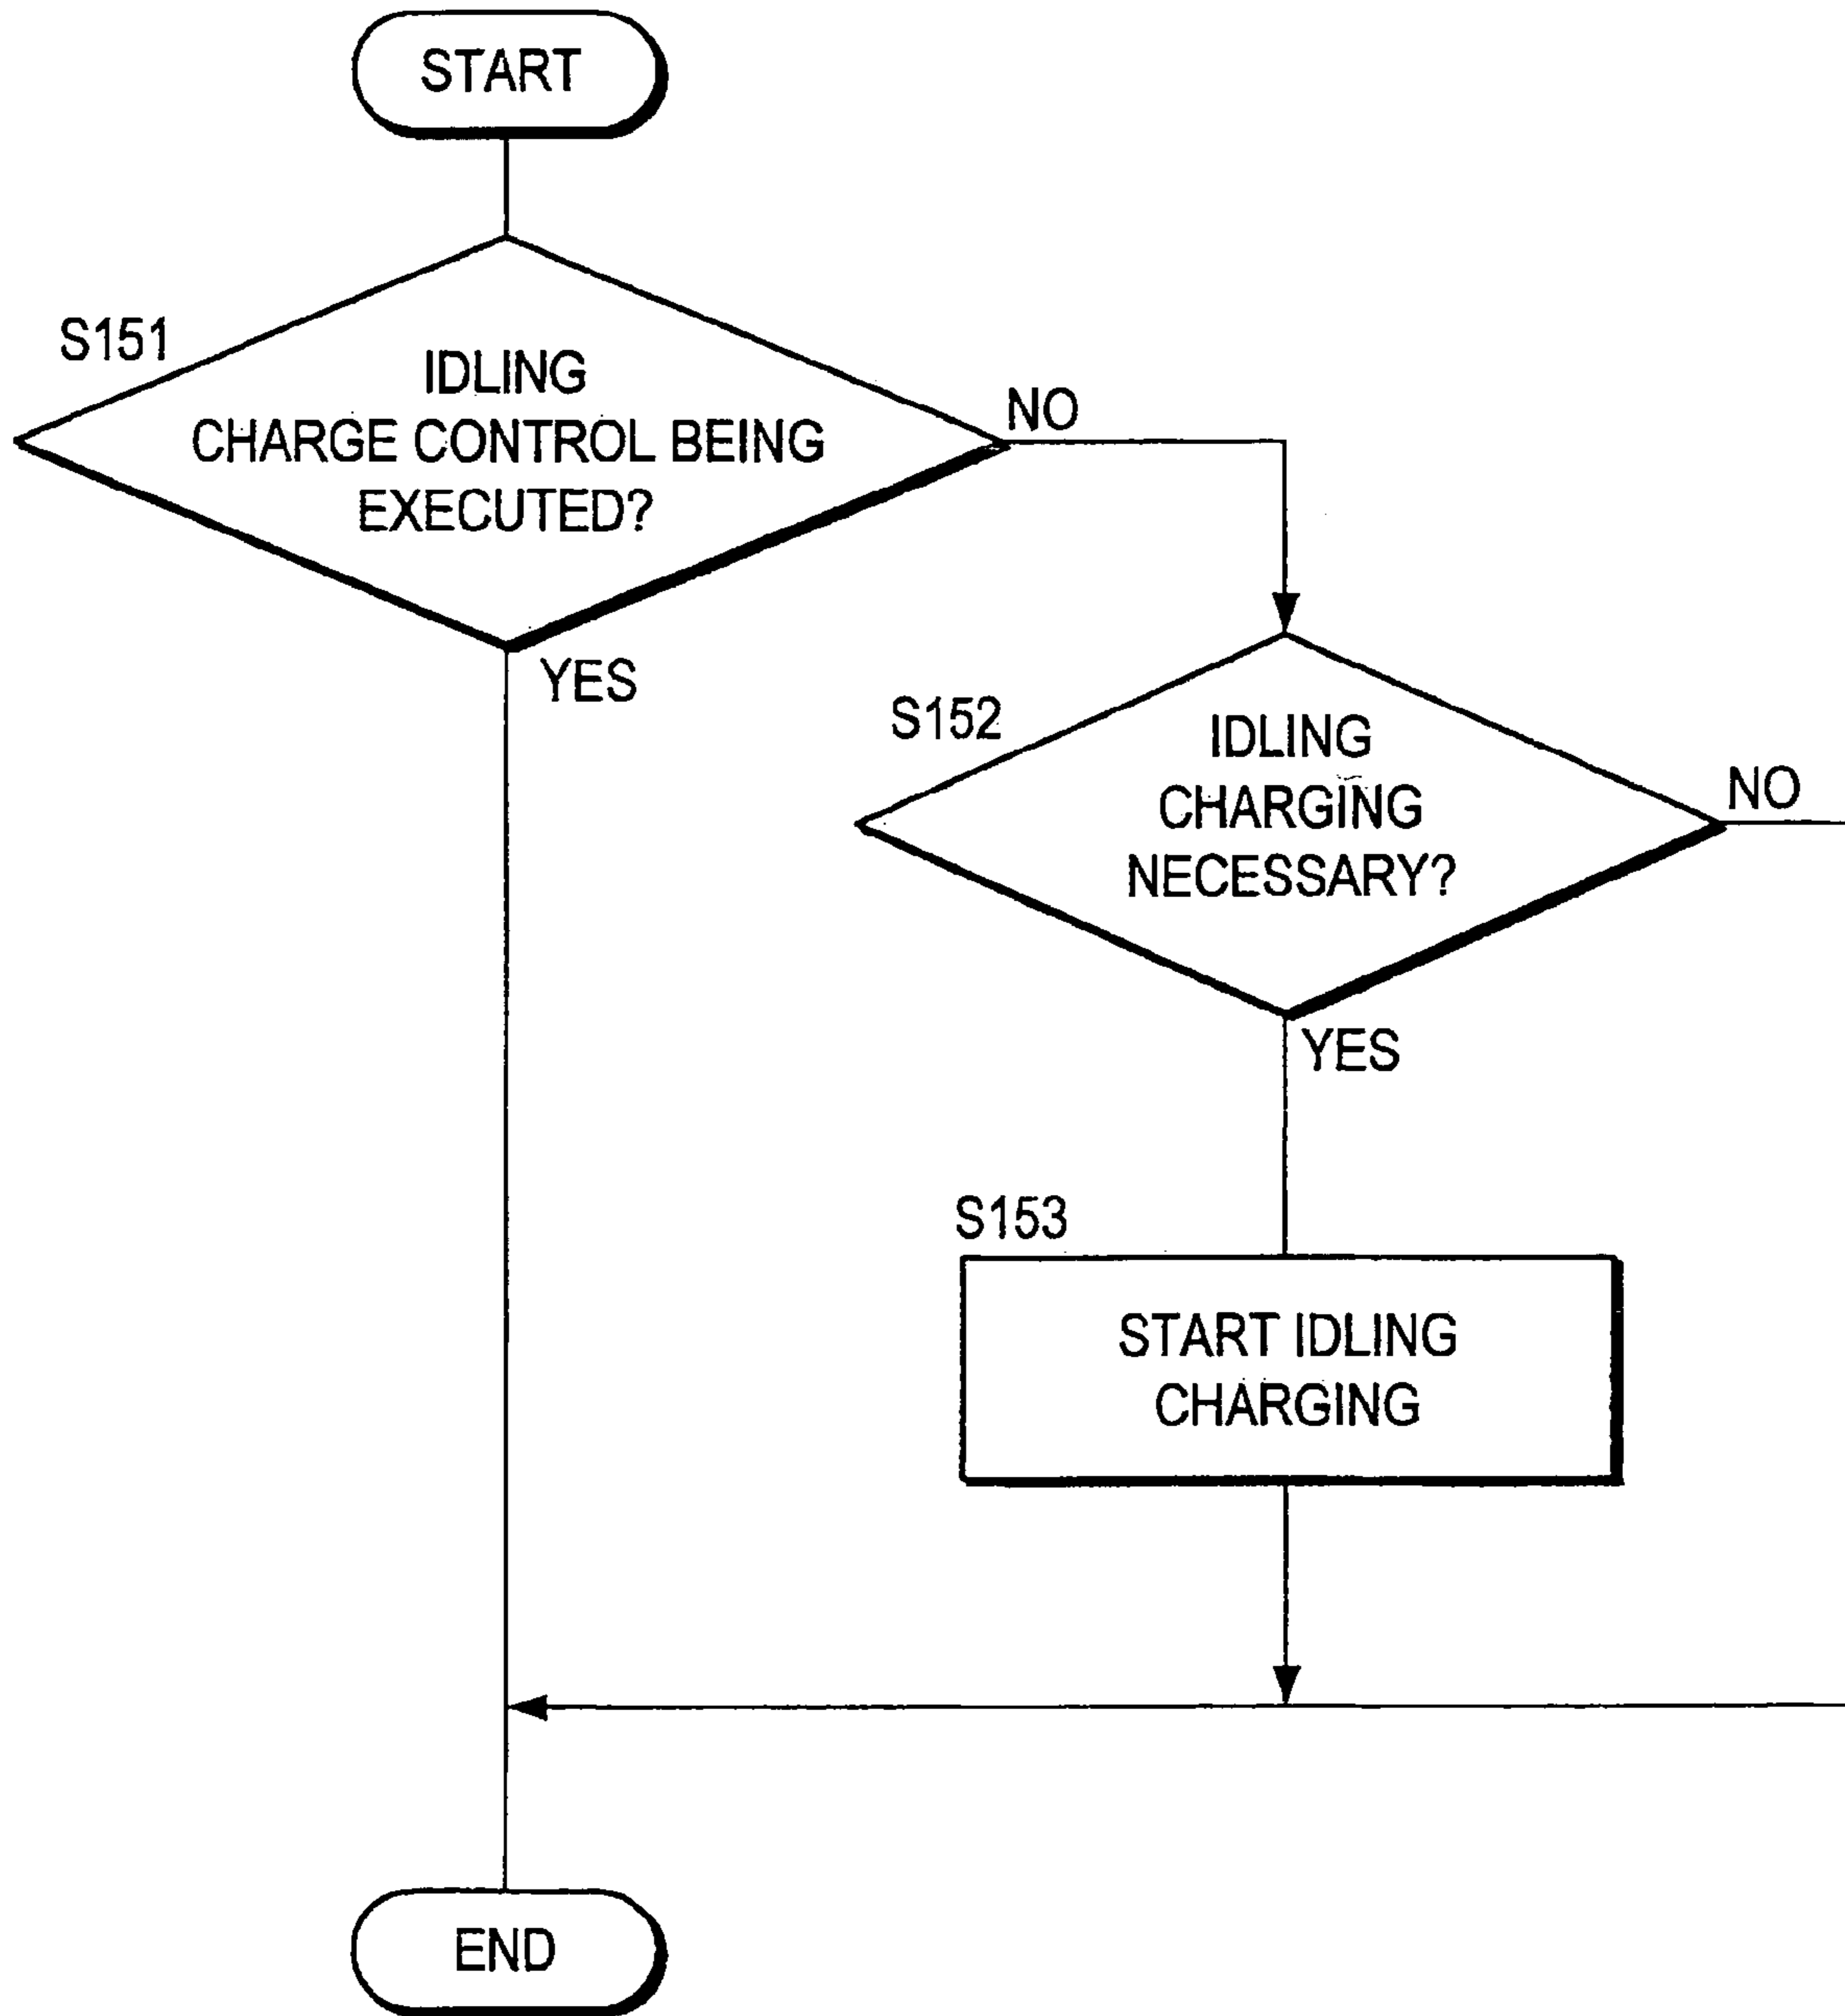 START
S151
IDLING
CHARGE CONTROL BEING
EXECUTED?
NO
YES
S152
IDLING
CHARGING
NECESSARY?
NO
YES
S153
START IDLING
CHARGING
END